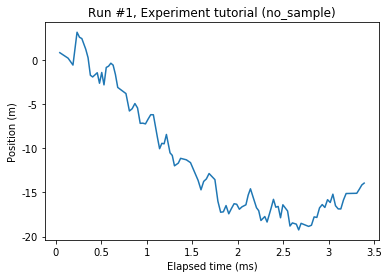 Run #1, Experiment tutorial (no_sample)
Position (m)
0
-5
-10
-15
-20
0 0.5 1 1.5 2 2.5 3 3.5
Elapsed time (ms)